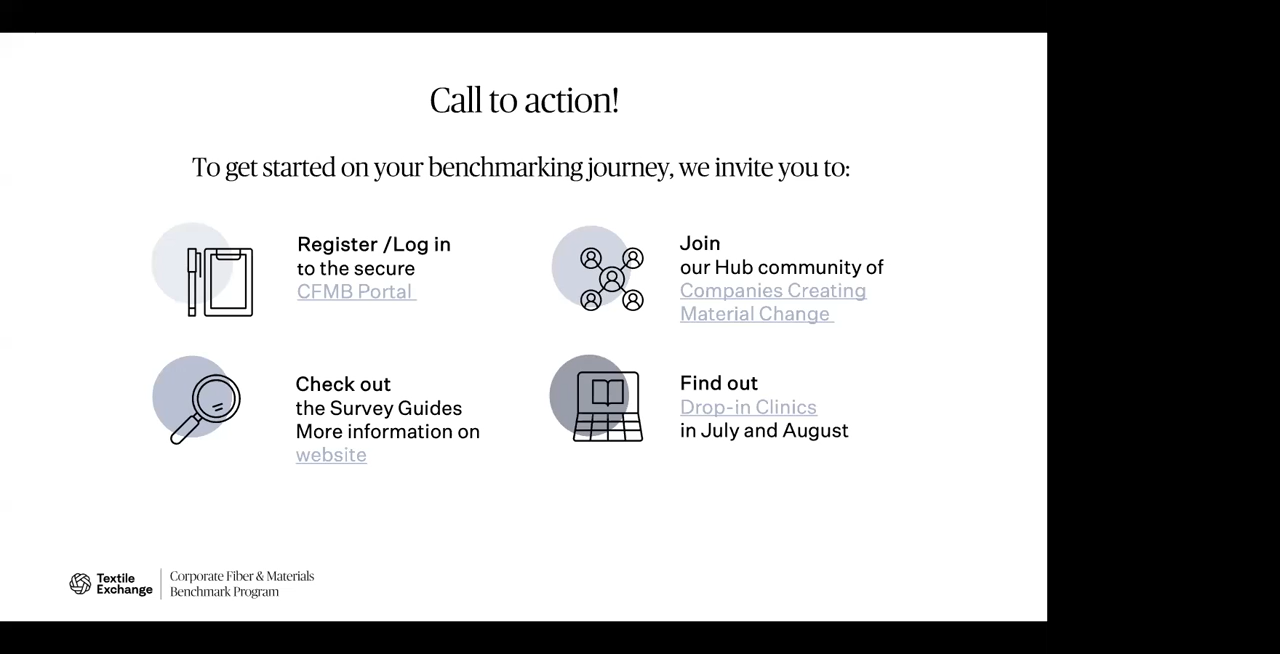 Call to action!
To get started on your benchmarking journey, we invite you to:
Register /Log in
to the secure
CFMB Portal
Join
our Hub community of
Companies Creating
Material Change
Check out
the Survey Guides
More information on
website
Find out
Drop-in Clinics
in July and August
Textile
Exchange
Corporate Fiber & Materials
Benchmark Program